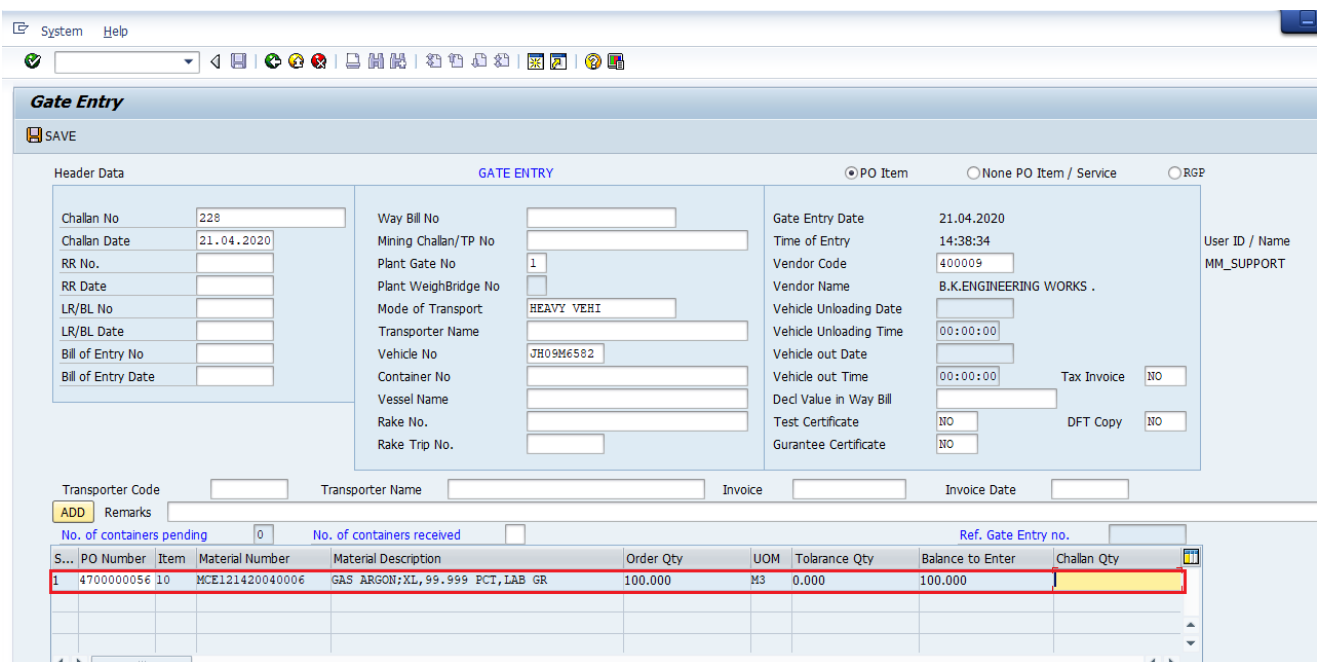 System Help
Gate Entry
SAVE
Header Data GATE ENTRY PO Item None PO Item / Service RGP
Challan No 228 Way Bill No Gate Entry Date 21.04.2020
Challan Date 21.04.2020 Mining Challan/TP No Time of Entry 14:38:34 User ID / Name
RR No. Plant Gate No 1 Vendor Code 400009 MM_SUPPORT
RR Date Plant WeighBridge No Vendor Name B.K.ENGINEERING WORKS .
LR/BL No Mode of Transport HEAVY VEHI Vehicle Unloading Date
LR/BL Date Transporter Name Vehicle Unloading Time 00:00:00
Bill of Entry No Vehicle No JH09M6582 Vehicle out Date
Bill of Entry Date Container No Vehicle out Time 00:00:00 Tax Invoice NO
Vessel Name Decl Value in Way Bill
Rake No. Test Certificate NO DFT Copy NO
Rake Trip No. Gurantee Certificate NO
Transporter Code Transporter Name Invoice Invoice Date
ADD Remarks
No. of containers pending 0 No. of containers received Ref. Gate Entry no.
S... PO Number Item Material Number Material Description Order Qty UOM Tolarance Qty Balance to Enter Challan Qty
1 4700000056 10 MCE121420040006 GAS ARGON;XL,99.999 PCT,LAB GR 100.000 M3 0.000 100.000